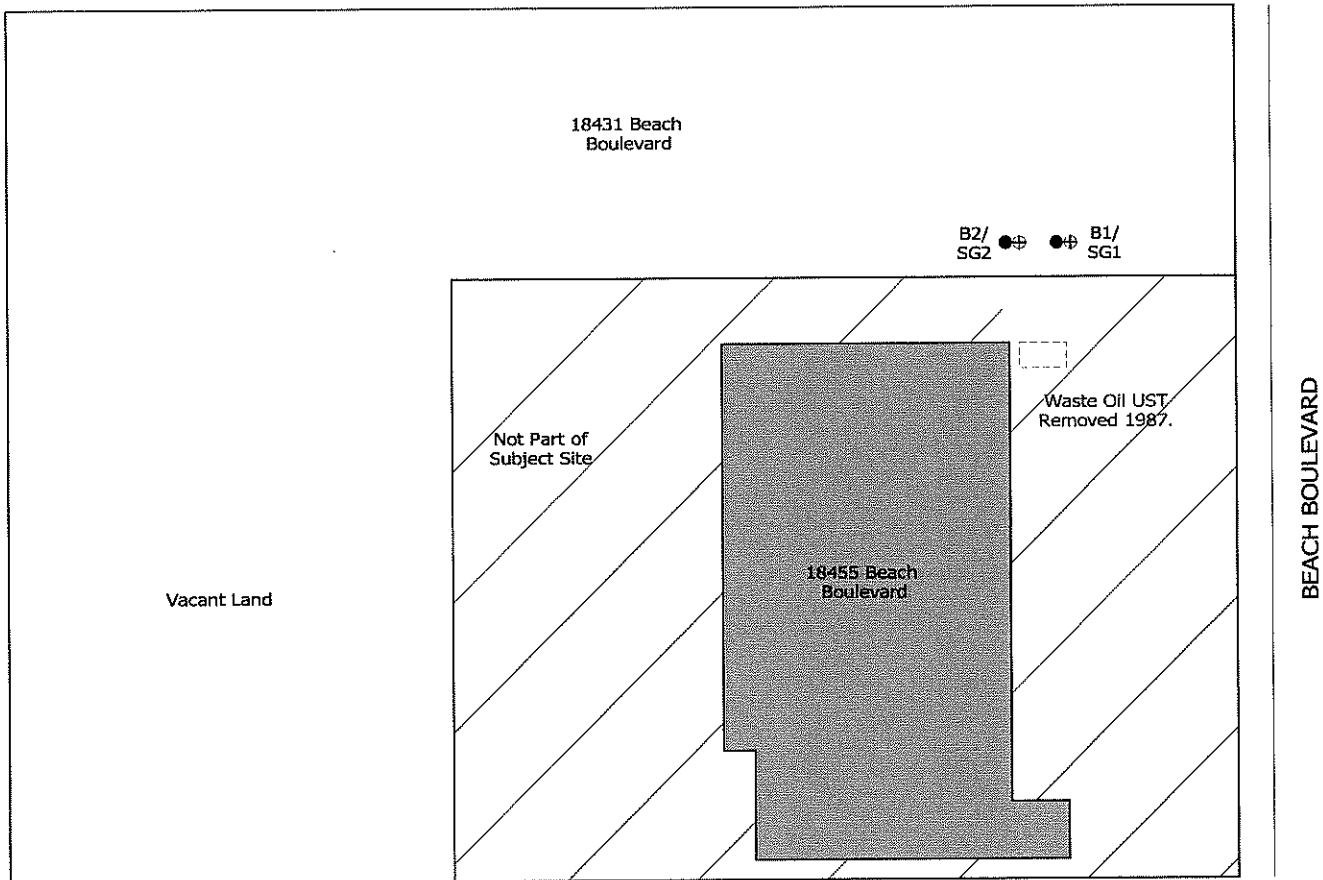 18431 Beach
Boulevard
B2/
SG2
B1/
SG1
Waste Oil UST
Removed 1987.
Not Part of
Subject Site
18455 Beach
Boulevard
Vacant Land
BEACH BOULEVARD